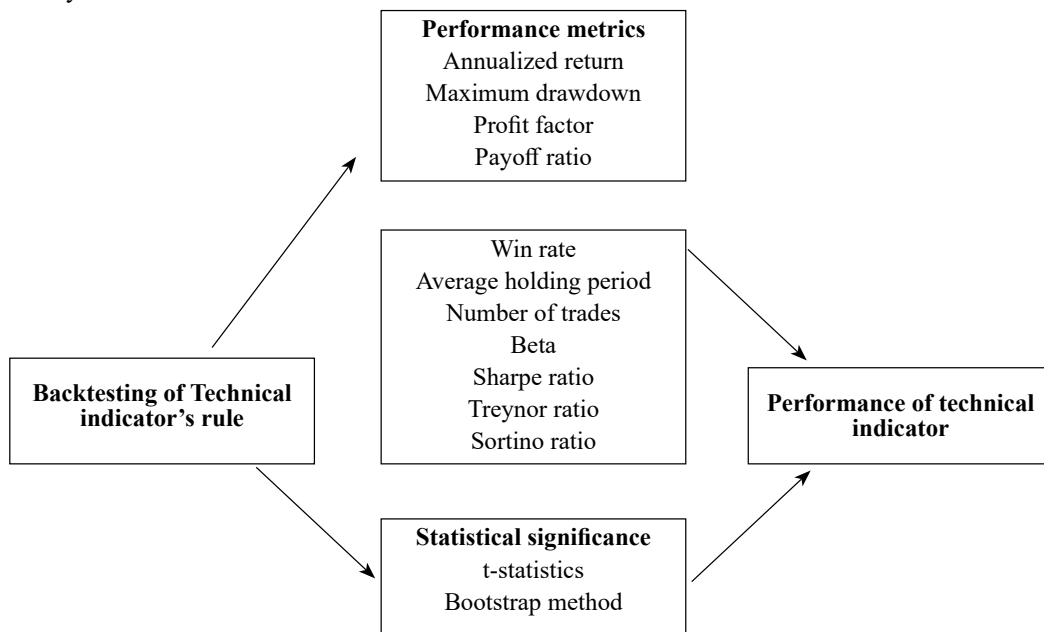 Performance metrics
Annualized return
Maximum drawdown
Profit factor
Payoff ratio
Win rate
Average holding period
Number of trades
Beta
Sharpe ratio
Treynor ratio
Sortino ratio
Backtesting of Technical
indicator’s rule
Performance of technical
indicator
Statistical significance
t-statistics
Bootstrap method